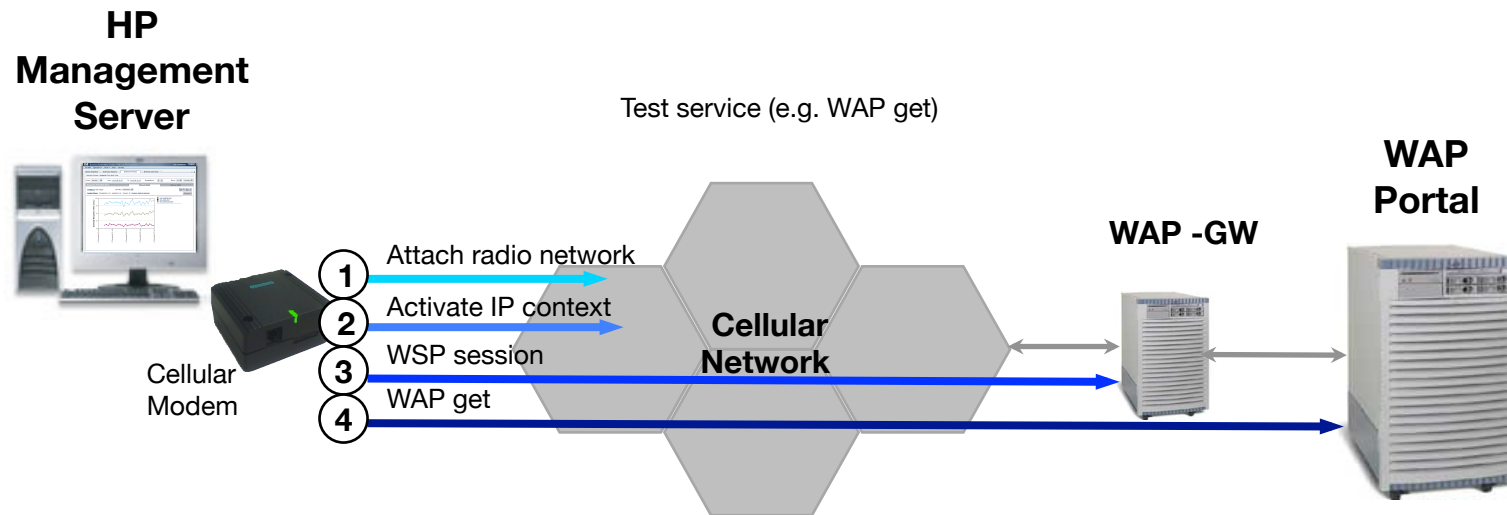 HP
Management
Server
Test service (e.g. WAP get)
WAP
Portal
WAP -GW
1
Attach radio network
2
Activate IP context
Cellular
Network
3
WSP session
Cellular
Modem
4
WAP get